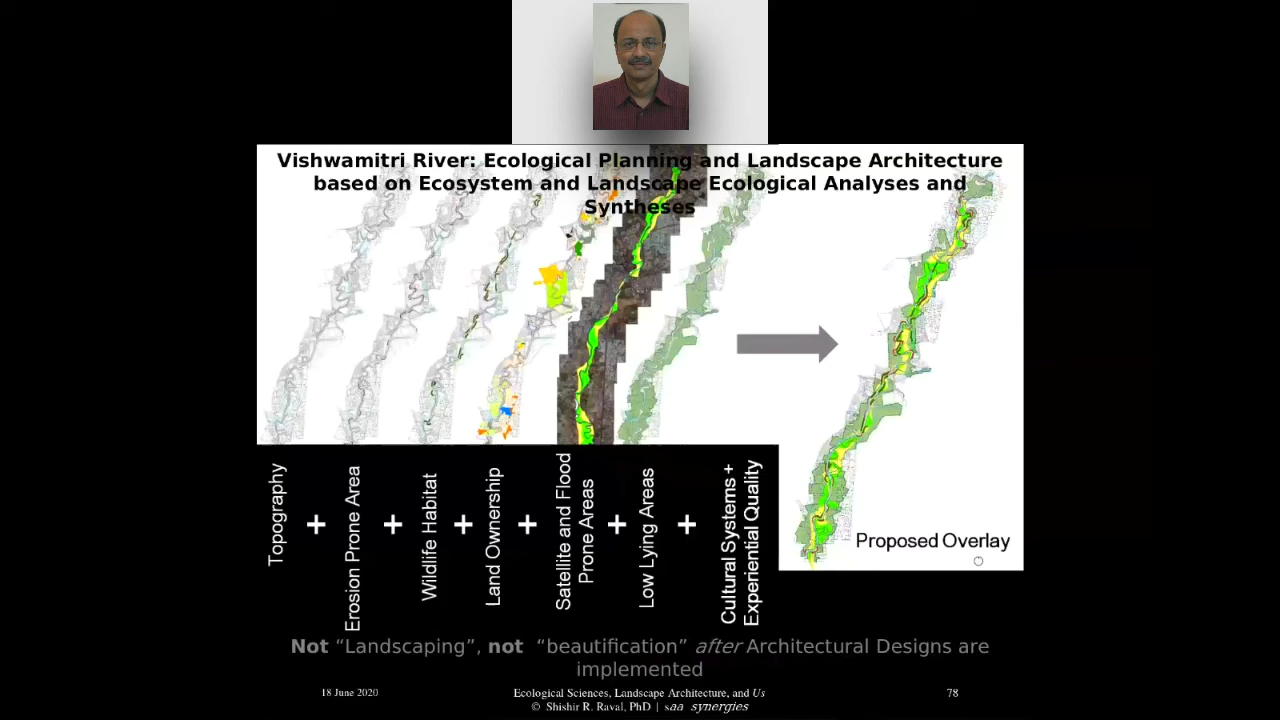 Vishwamitri River: Ecological Planning and Landscape Architecture
based on Ecosystem and Landscape Ecological Analyses and
Syntheses
Topography
+
Erosion Prone Area
+
Wildlife Habitat
+
Land Ownership
+
Satellite and Flood
Prone Areas
+
Low Lying Areas
+
Cultural Systems +
Experiential Quality
Proposed Overlay
Not “Landscaping”, not “beautification” after Architectural Designs are
implemented
18 June 2020
Ecological Sciences, Landscape Architecture, and Us
© Shishir R. Raval, PhD | saa synergies
78